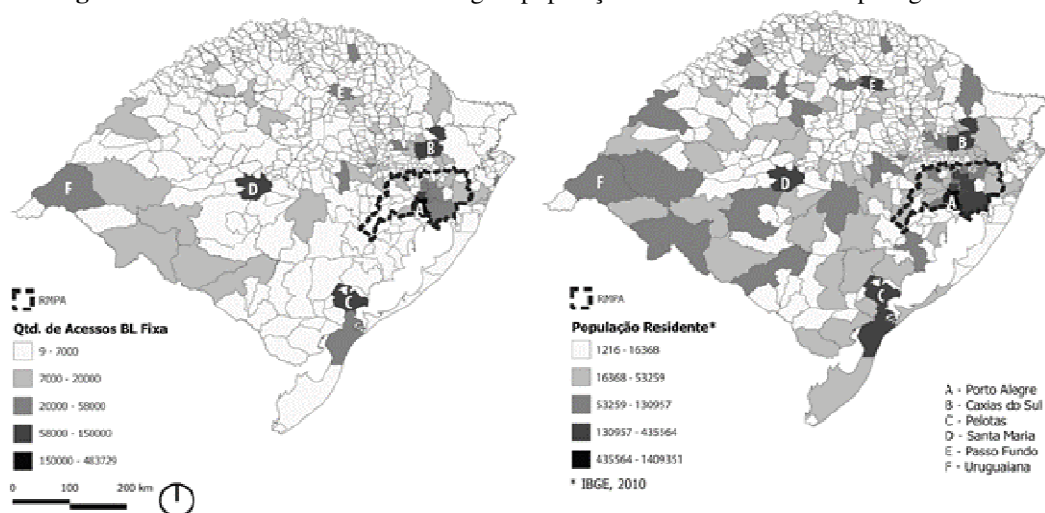 população
E
B
F
D
A
C
RMPA
Qtd. de Acessos BL Fixa
9 - 7000
7000 - 20000
20000 - 58000
58000 - 150000
150000 - 483729
0 100 200 km
E
B
F
D
A
C
RMPA
População Residente*
1216 - 16368
16368 - 53259
53259 - 130957
130957 - 435564
435564 - 1409351
* IBGE, 2010
A - Porto Alegre
B - Caxias do Sul
C - Pelotas
D - Santa Maria
E - Passo Fundo
F - Uruguaiana